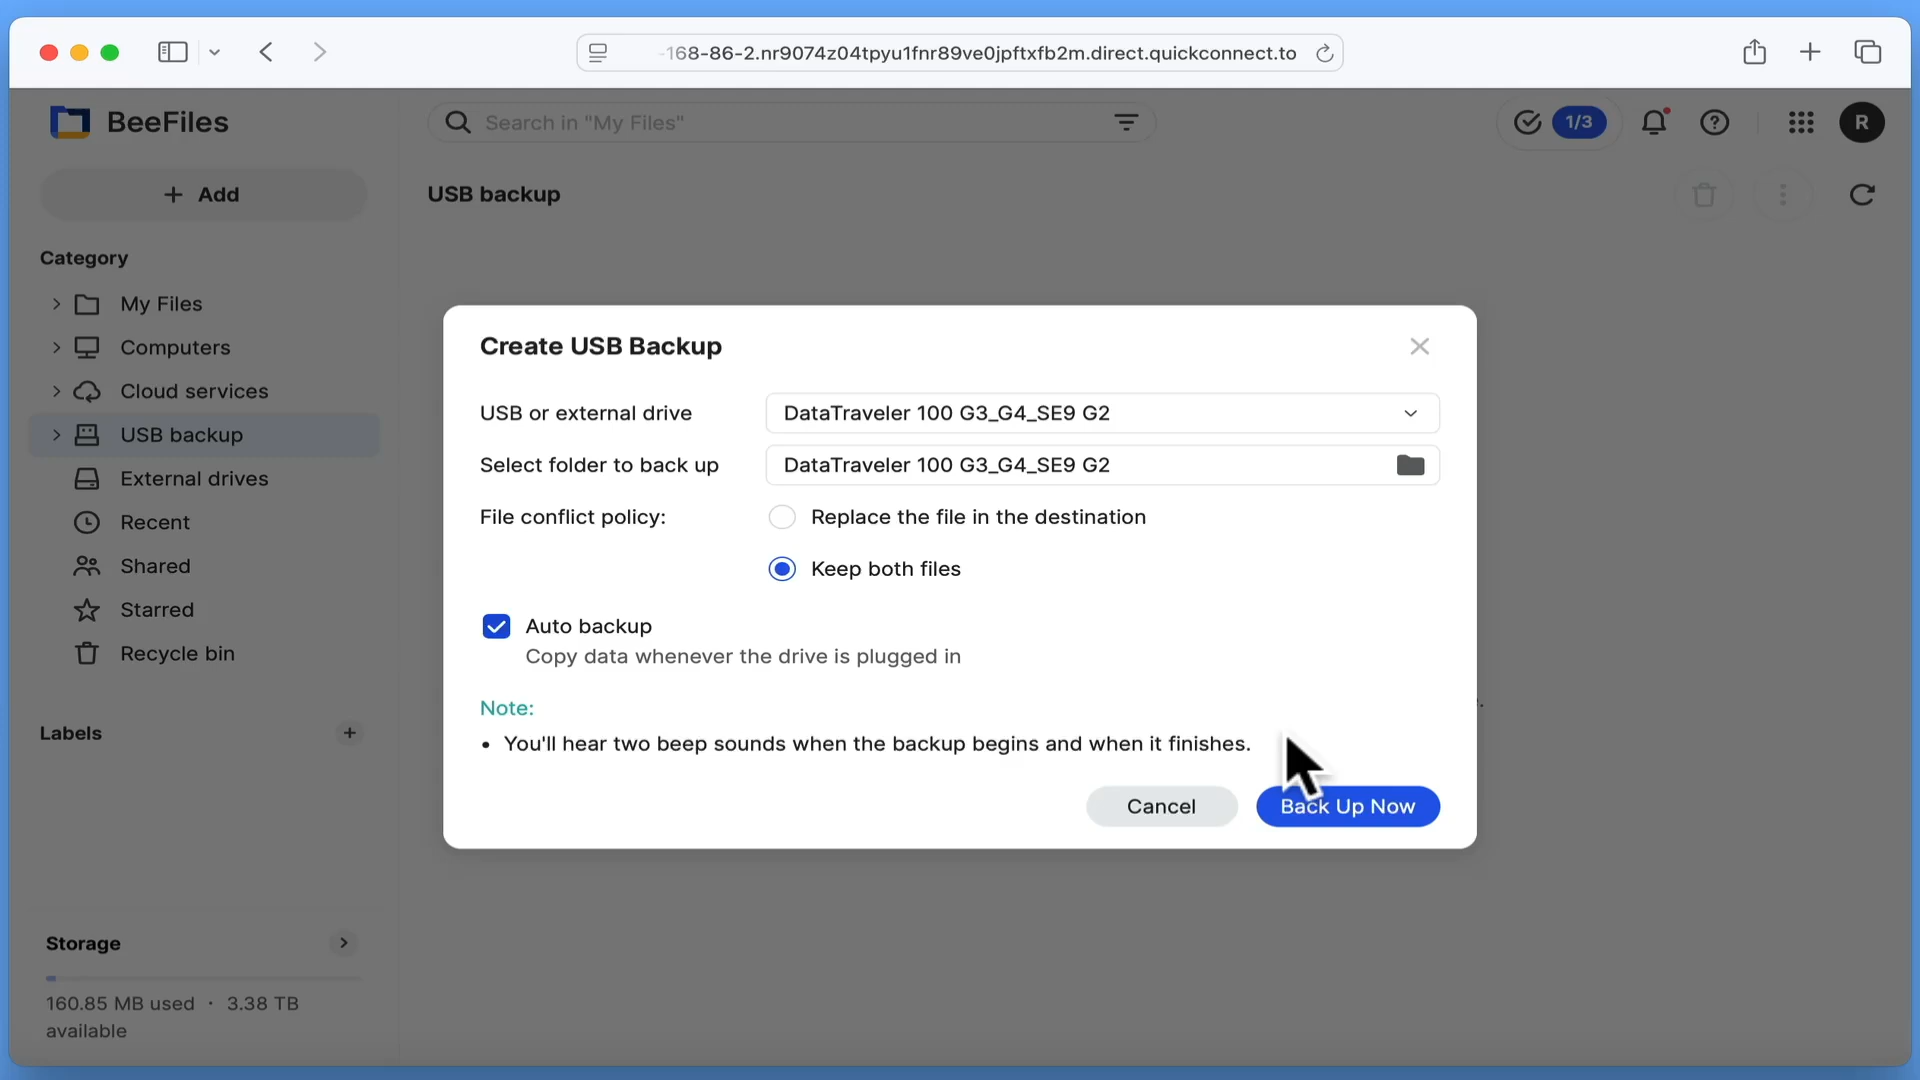 -168-86-2.nr9074z04tpyu1fnr89ve0jpftxfb2m.direct.quickconnect.to
BeeFiles
Search in "My Files"
1/3
R
+ Add
USB backup
Category
My Files
Computers
Cloud services
USB backup
External drives
Recent
Shared
Starred
Recycle bin
Labels
+
Storage
160.85 MB used · 3.38 TB
available
Create USB Backup
USB or external drive
DataTraveler 100 G3_G4_SE9 G2
Select folder to back up
DataTraveler 100 G3_G4_SE9 G2
File conflict policy:
Replace the file in the destination
Keep both files
Auto backup
Copy data whenever the drive is plugged in
Note:
• You'll hear two beep sounds when the backup begins and when it finishes.
Cancel
Back Up Now